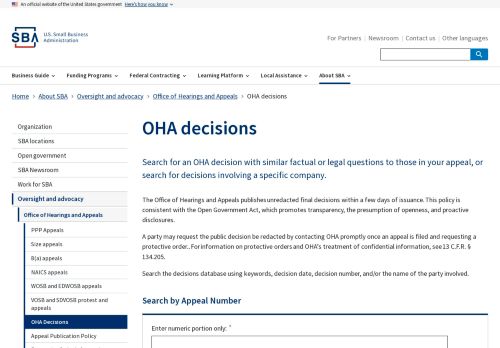 An official website of the United States government Here's how you know
SBA U.S. Small Business
Administration
For Partners | Newsroom | Contact us | Other languages
Business Guide Funding Programs Federal Contracting Learning Platform Local Assistance About SBA
Home › About SBA › Oversight and advocacy › Office of Hearings and Appeals › OHA decisions
Organization
SBA locations
Open government
SBA Newsroom
Work for SBA
Oversight and advocacy
Office of Hearings and Appeals
PPP Appeals
Size appeals
8(a) appeals
NAICS appeals
WOSB and EDWOSB appeals
VOSB and SDVOSB protest and
appeals
OHA Decisions
Appeal Publication Policy
OHA decisions
Search for an OHA decision with similar factual or legal questions to those in your appeal, or
search for decisions involving a specific company.
The Office of Hearings and Appeals publishes unredacted final decisions within a few days of issuance. This policy is
consistent with the Open Government Act, which promotes transparency, the presumption of openness, and proactive
disclosures.
A party may request the public decision be redacted by contacting OHA promptly once an appeal is filed and requesting a
protective order.. For information on protective orders and OHA's treatment of confidential information, see 13 C.F.R. §
134.205.
Search the decisions database using keywords, decision date, decision number, and/or the name of the party involved.
Search by Appeal Number
Enter numeric portion only: *